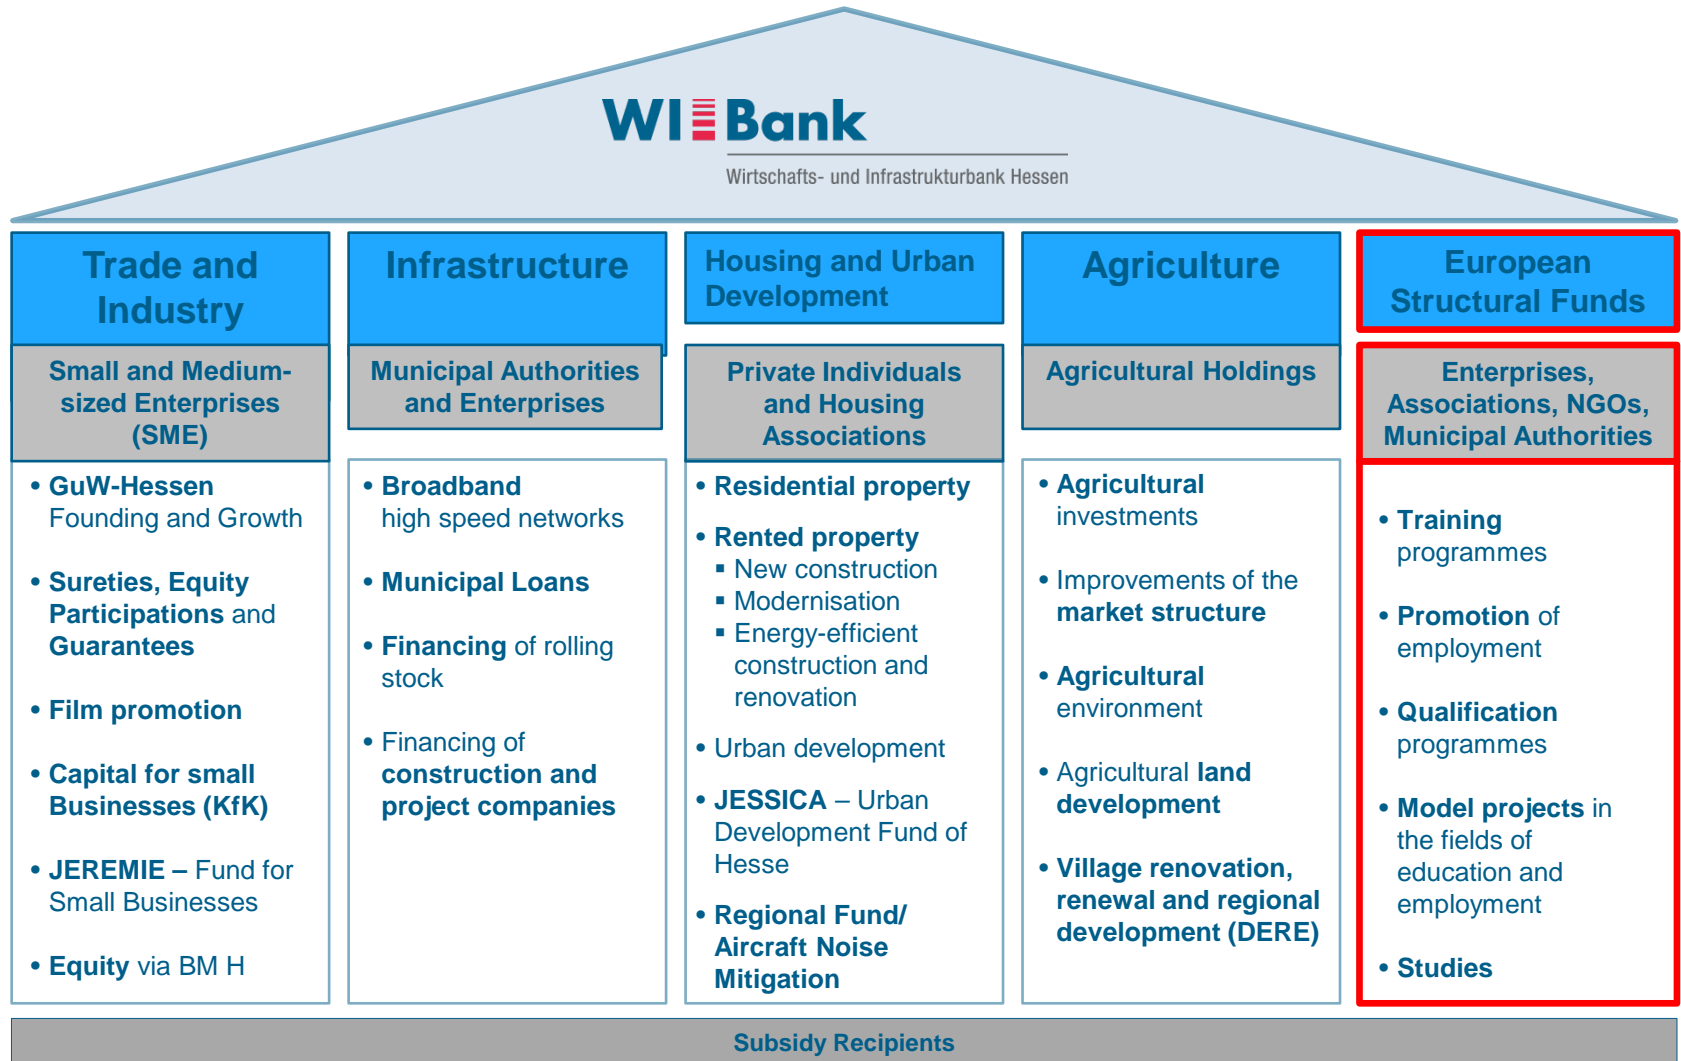 WI Bank
Wirtschafts- und Infrastrukturbank Hessen
Trade and
Industry
Small and Medium-
sized Enterprises
(SME)
• GuW-Hessen
Founding and Growth
• Sureties, Equity
Participations and
Guarantees
• Film promotion
• Capital for small
Businesses (KfK)
• JEREMIE – Fund for
Small Businesses
• Equity via BM H
Infrastructure
Municipal Authorities
and Enterprises
• Broadband
high speed networks
• Municipal Loans
• Financing of rolling
stock
• Financing of
construction and
project companies
Housing and Urban
Development
Private Individuals
and Housing
Associations
• Residential property
• Rented property
▪ New construction
▪ Modernisation
▪ Energy-efficient
construction and
renovation
• Urban development
• JESSICA – Urban
Development Fund of
Hesse
• Regional Fund/
Aircraft Noise
Mitigation
Agriculture
Agricultural Holdings
• Agricultural
investments
• Improvements of the
market structure
• Agricultural
environment
• Agricultural land
development
• Village renovation,
renewal and regional
development (DERE)
European
Structural Funds
Enterprises,
Associations, NGOs,
Municipal Authorities
• Training
programmes
• Promotion of
employment
• Qualification
programmes
• Model projects in
the fields of
education and
employment
• Studies
Subsidy Recipients